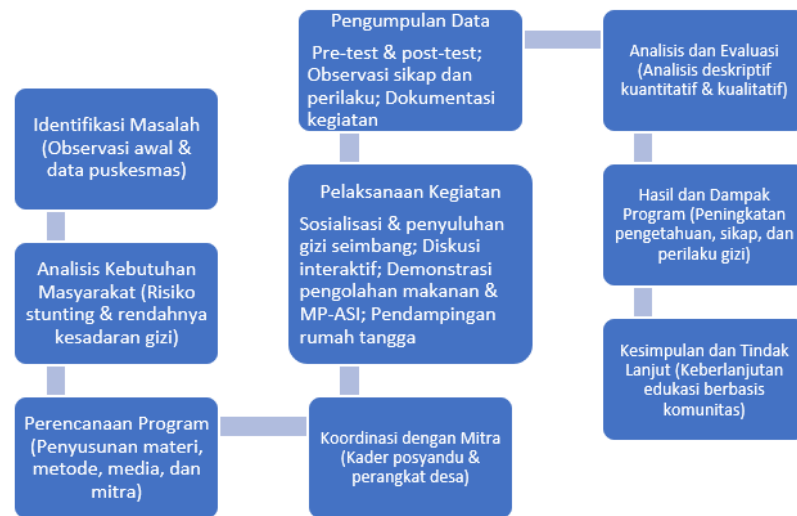 Identifikasi Masalah
(Observasi awal &
data puskesmas)
Analisis Kebutuhan
Masyarakat (Risiko
stunting & rendahnya
kesadaran gizi)
Perencanaan Program
(Penyusunan materi,
metode, media, dan
mitra)
Koordinasi dengan Mitra
(Kader posyandu &
perangkat desa)
Pelaksanaan Kegiatan
Sosialisasi & penyuluhan
gizi seimbang; Diskusi
interaktif; Demonstrasi
pengolahan makanan &
MP-ASI; Pendampingan
rumah tangga
Pengumpulan Data
Pre-test & post-test;
Observasi sikap dan
perilaku; Dokumentasi
kegiatan
Analisis dan Evaluasi
(Analisis deskriptif
kuantitatif & kualitatif)
Hasil dan Dampak
Program (Peningkatan
pengetahuan, sikap, dan
perilaku gizi)
Kesimpulan dan Tindak
Lanjut (Keberlanjutan
edukasi berbasis
komunitas)